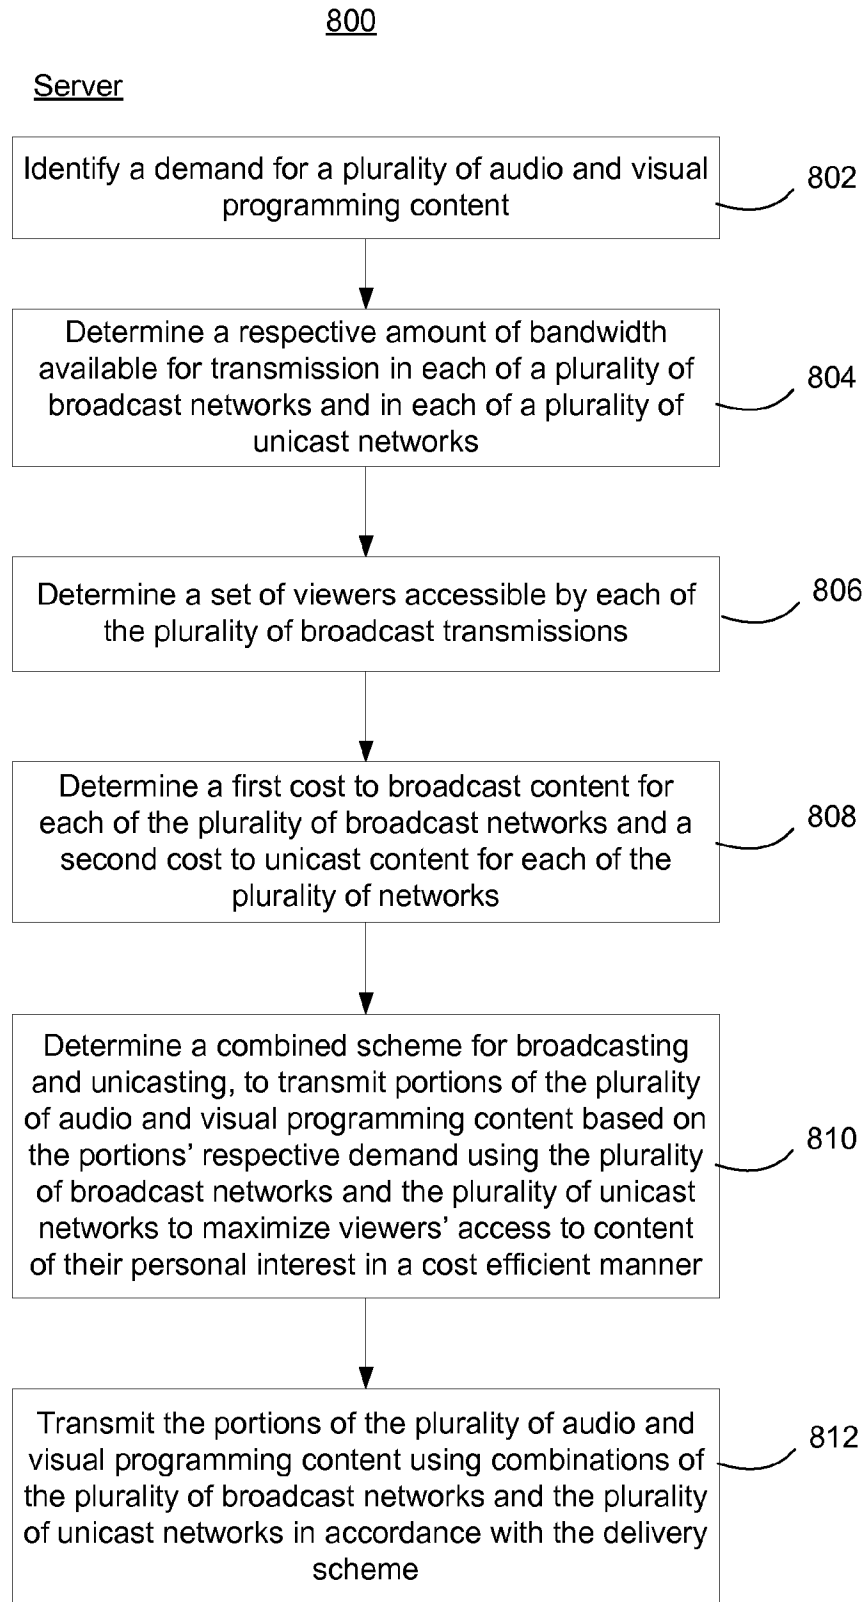 800
Server
Identify a demand for a plurality of audio and visual
programming content
802
Determine a respective amount of bandwidth
available for transmission in each of a plurality of
broadcast networks and in each of a plurality of
unicast networks
804
Determine a set of viewers accessible by each of
the plurality of broadcast transmissions
806
Determine a first cost to broadcast content for
each of the plurality of broadcast networks and a
second cost to unicast content for each of the
plurality of networks
808
Determine a combined scheme for broadcasting
and unicasting, to transmit portions of the plurality
of audio and visual programming content based on
the portions’ respective demand using the plurality
of broadcast networks and the plurality of unicast
networks to maximize viewers’ access to content
of their personal interest in a cost efficient manner
810
Transmit the portions of the plurality of audio and
visual programming content using combinations of
the plurality of broadcast networks and the plurality
of unicast networks in accordance with the delivery
scheme
812